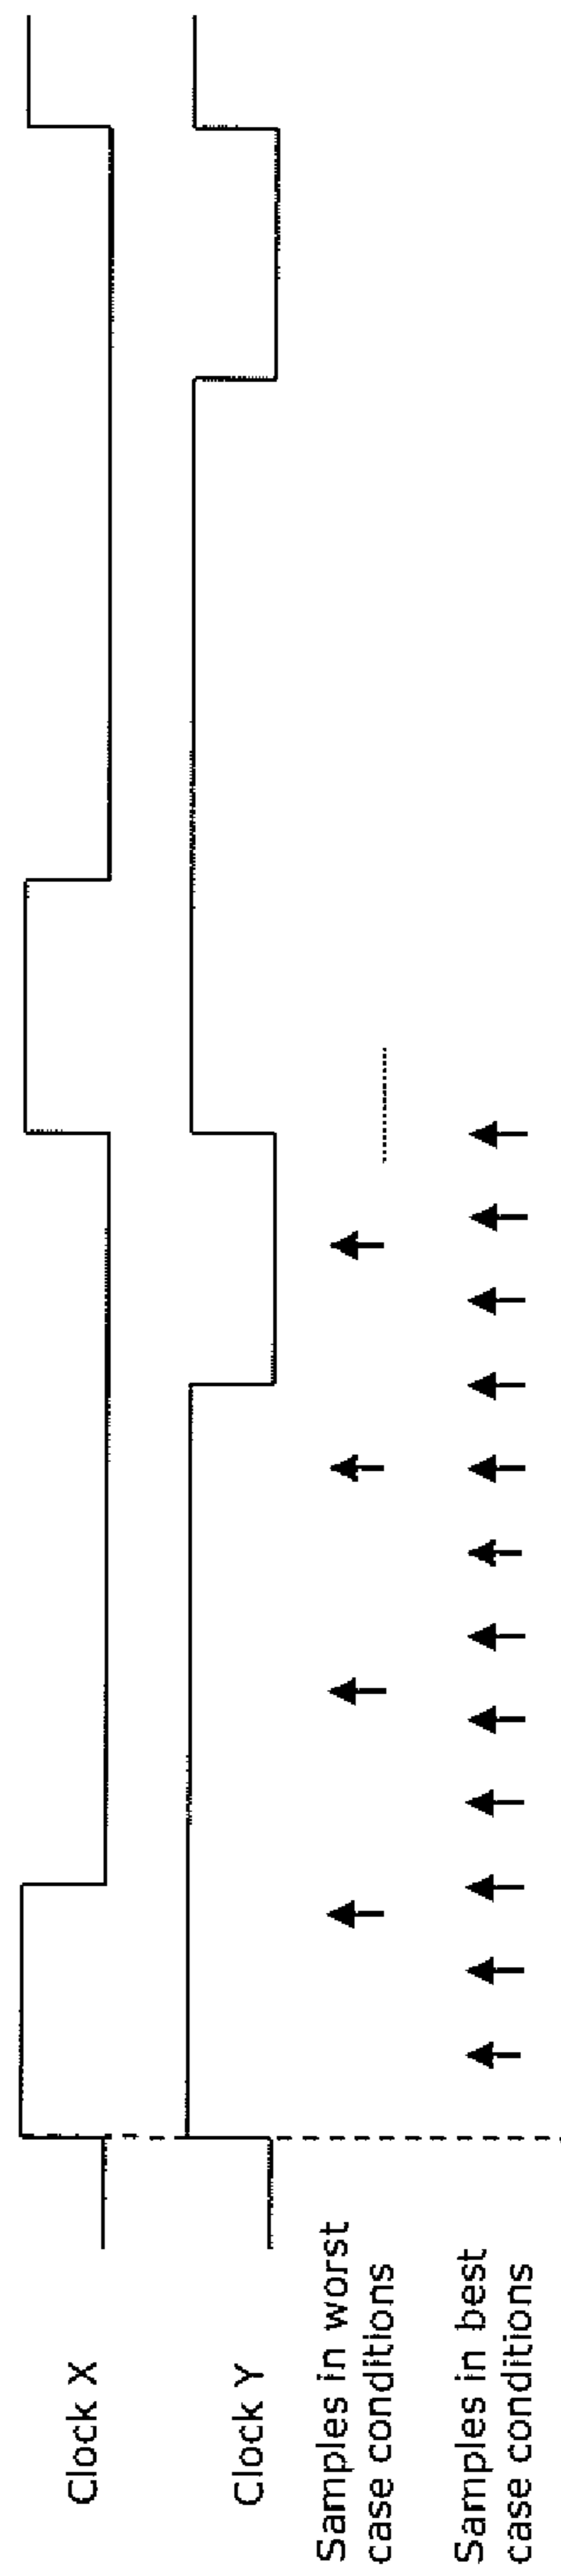 Clock X
Clock Y
Samples in worst
case conditions
Samples in best
case conditions